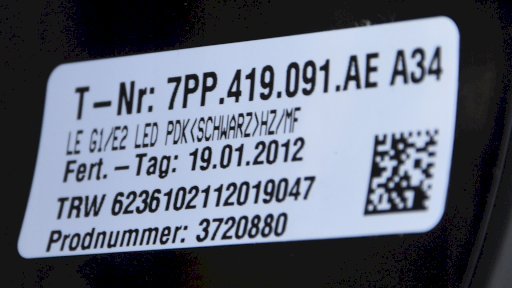 T-Nr: 7PP.419.091.AE A34
LE G1/E2 LED PDK<SCHWARZ>HZ/MF
Fert.-Tag: 19.01.2012
TRW 6236102112019047
Prodnummer: 3720880